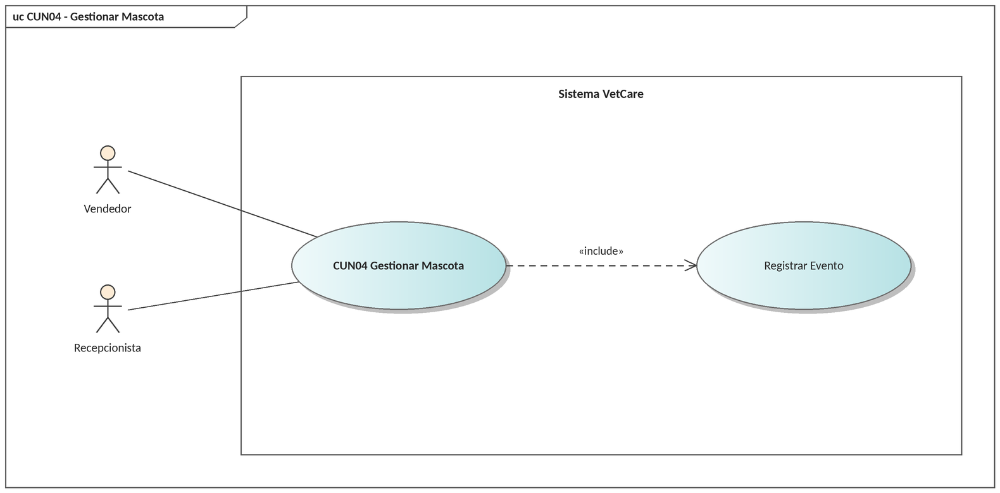 uc CUN04 - Gestionar Mascota
Sistema VetCare
Vendedor
«include»
CUN04 Gestionar Mascota
Registrar Evento
Recepcionista